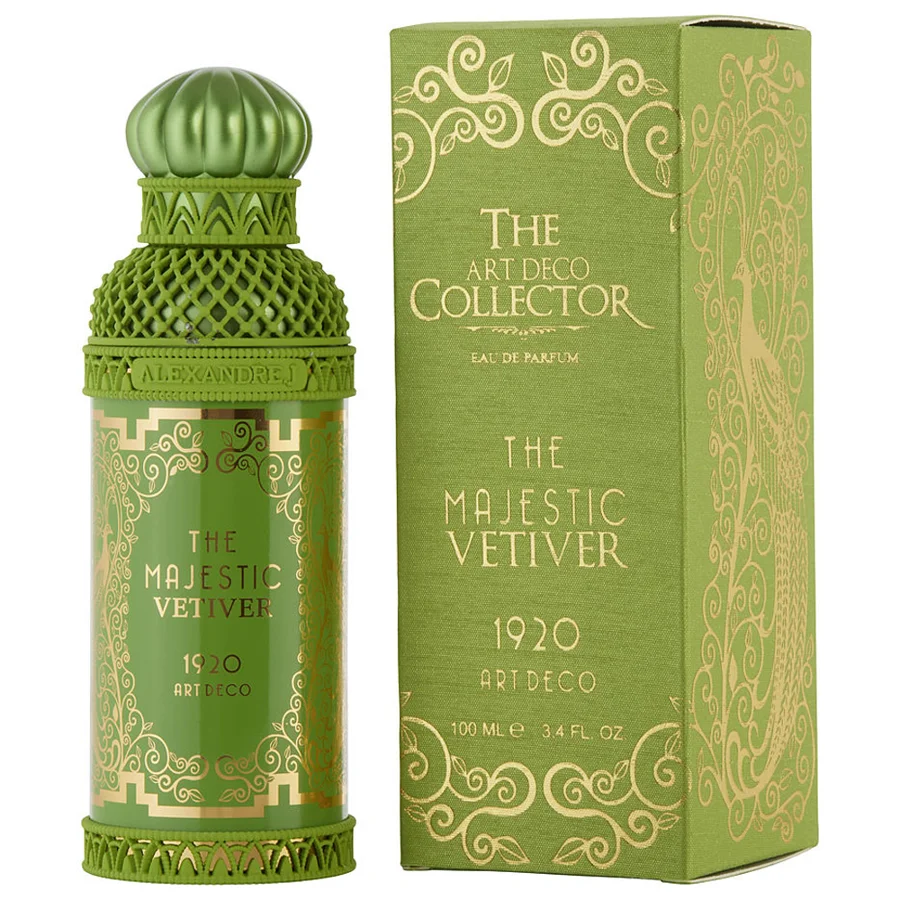 ALEXANDRE.J
THE
MAJESTIC
VETIVER
1920
ART DECO
THE
ART DECO
COLLECTOR
EAU DE PARFUM
THE
MAJESTIC
VETIVER
1920
ART DECO
100 ML e 3.4 FL. OZ